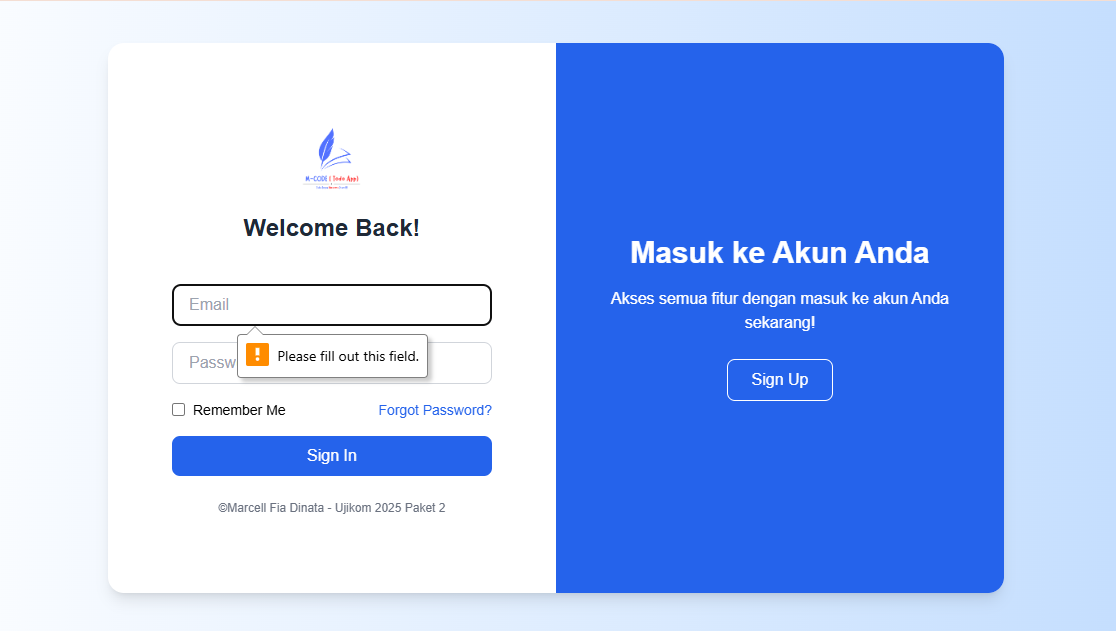 M-CODE ( Todo App)
Welcome Back!
Email
Passw
Please fill out this field.
Remember Me
Forgot Password?
Sign In
©Marcell Fia Dinata - Ujikom 2025 Paket 2
Masuk ke Akun Anda
Akses semua fitur dengan masuk ke akun Anda
sekarang!
Sign Up